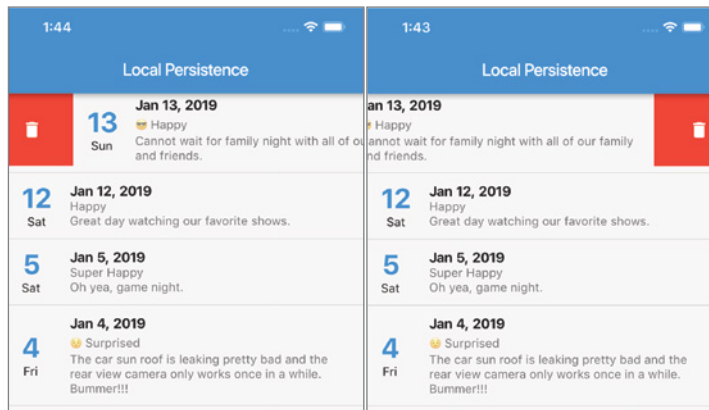 1:44
Local Persistence
13
Sun
Jan 13, 2019
😎 Happy
Cannot wait for family night with all of ou
and friends.
12
Sat
Jan 12, 2019
Happy
Great day watching our favorite shows.
5
Sat
Jan 5, 2019
Super Happy
Oh yea, game night.
4
Fri
Jan 4, 2019
Surprised
The car sun roof is leaking pretty bad and the
rear view camera only works once in a while.
Bummer!!!
1:43
Local Persistence
an 13, 2019
Happy
annot wait for family night with all of our family
nd friends.
12
Sat
Jan 12, 2019
Happy
Great day watching our favorite shows.
5
Sat
Jan 5, 2019
Super Happy
Oh yea, game night.
4
Fri
Jan 4, 2019
Surprised
The car sun roof is leaking pretty bad and the
rear view camera only works once in a while.
Bummer!!!